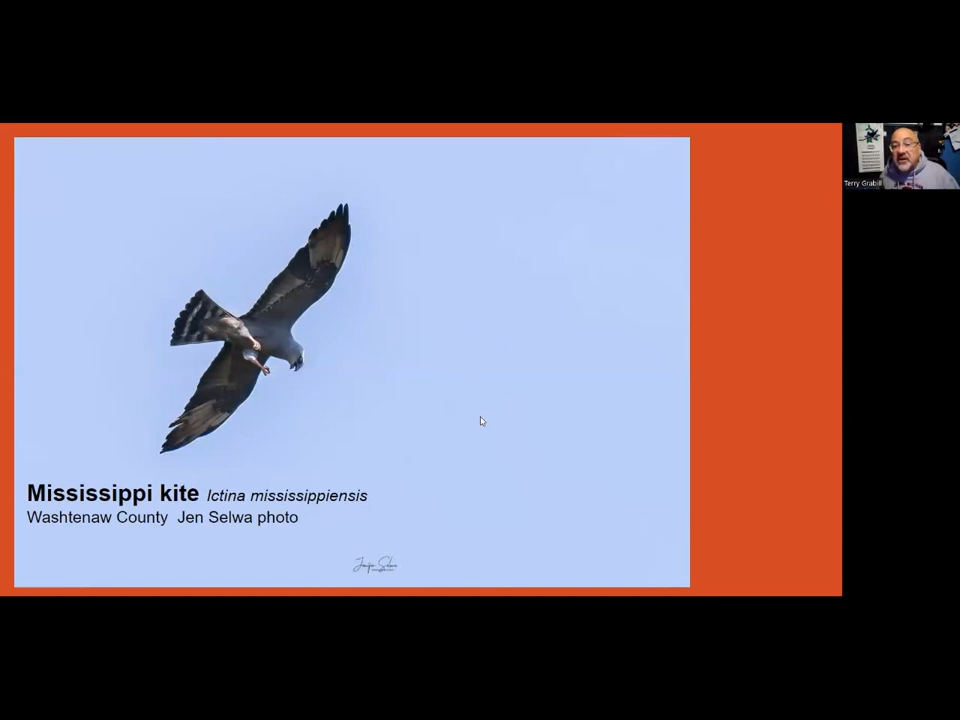 Mississippi kite Ictina mississippiensis
Washtenaw County  Jen Selwa photo
Terry Grabill